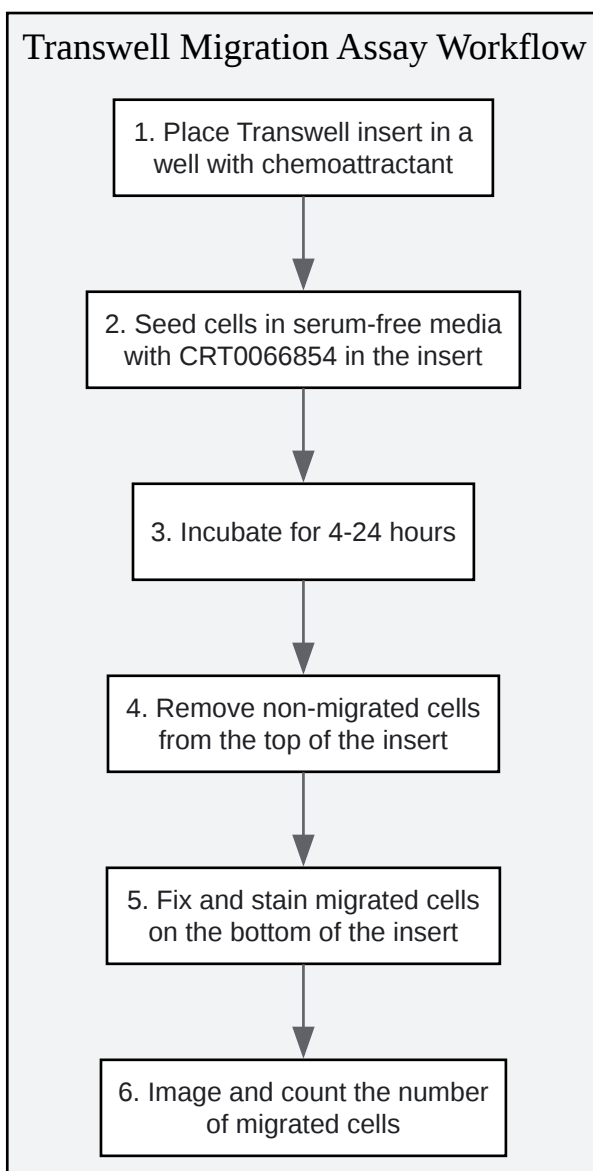 Transwell Migration Assay Workflow
1. Place Transwell insert in a
well with chemoattractant
2. Seed cells in serum-free media
with CRT0066854 in the insert
3. Incubate for 4-24 hours
4. Remove non-migrated cells
from the top of the insert
5. Fix and stain migrated cells
on the bottom of the insert
6. Image and count the number
of migrated cells